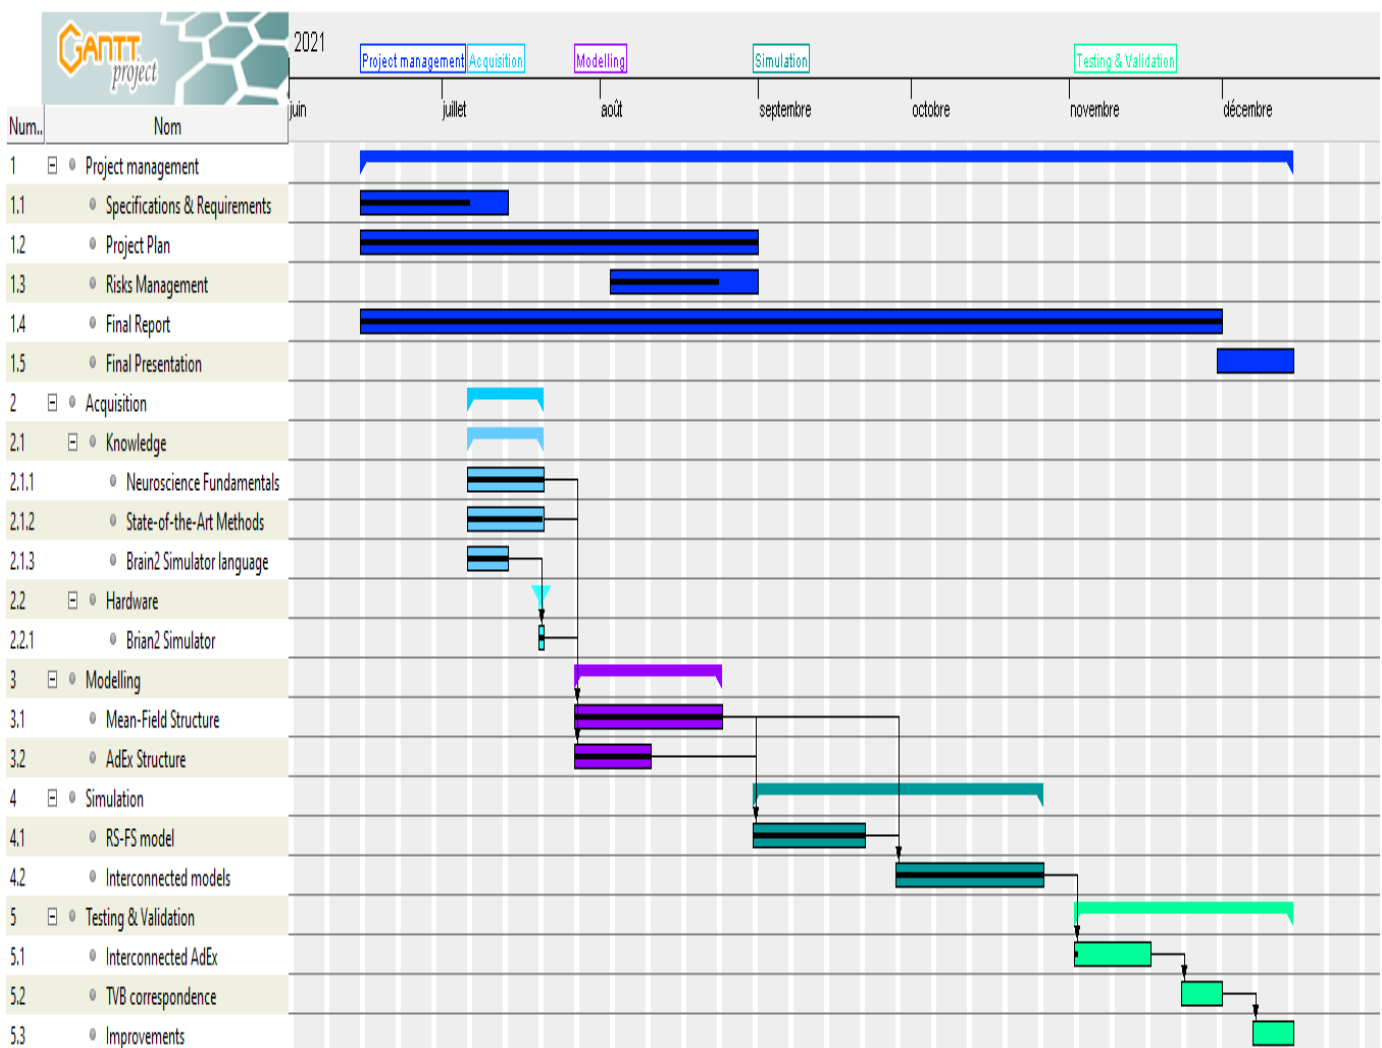 GANTT
project
2021
Project management Acquisition Modelling Simulation Testing & Validation
juin juillet août septembre octobre novembre décembre
Num.. Nom
1 Project management
1.1 Specifications & Requirements
1.2 Project Plan
1.3 Risks Management
1.4 Final Report
1.5 Final Presentation
2 Acquisition
2.1 Knowledge
2.1.1 Neuroscience Fundamentals
2.1.2 State-of-the-Art Methods
2.1.3 Brain2 Simulator language
2.2 Hardware
2.2.1 Brian2 Simulator
3 Modelling
3.1 Mean-Field Structure
3.2 AdEx Structure
4 Simulation
4.1 RS-FS model
4.2 Interconnected models
5 Testing & Validation
5.1 Interconnected AdEx
5.2 TVB correspondence
5.3 Improvements